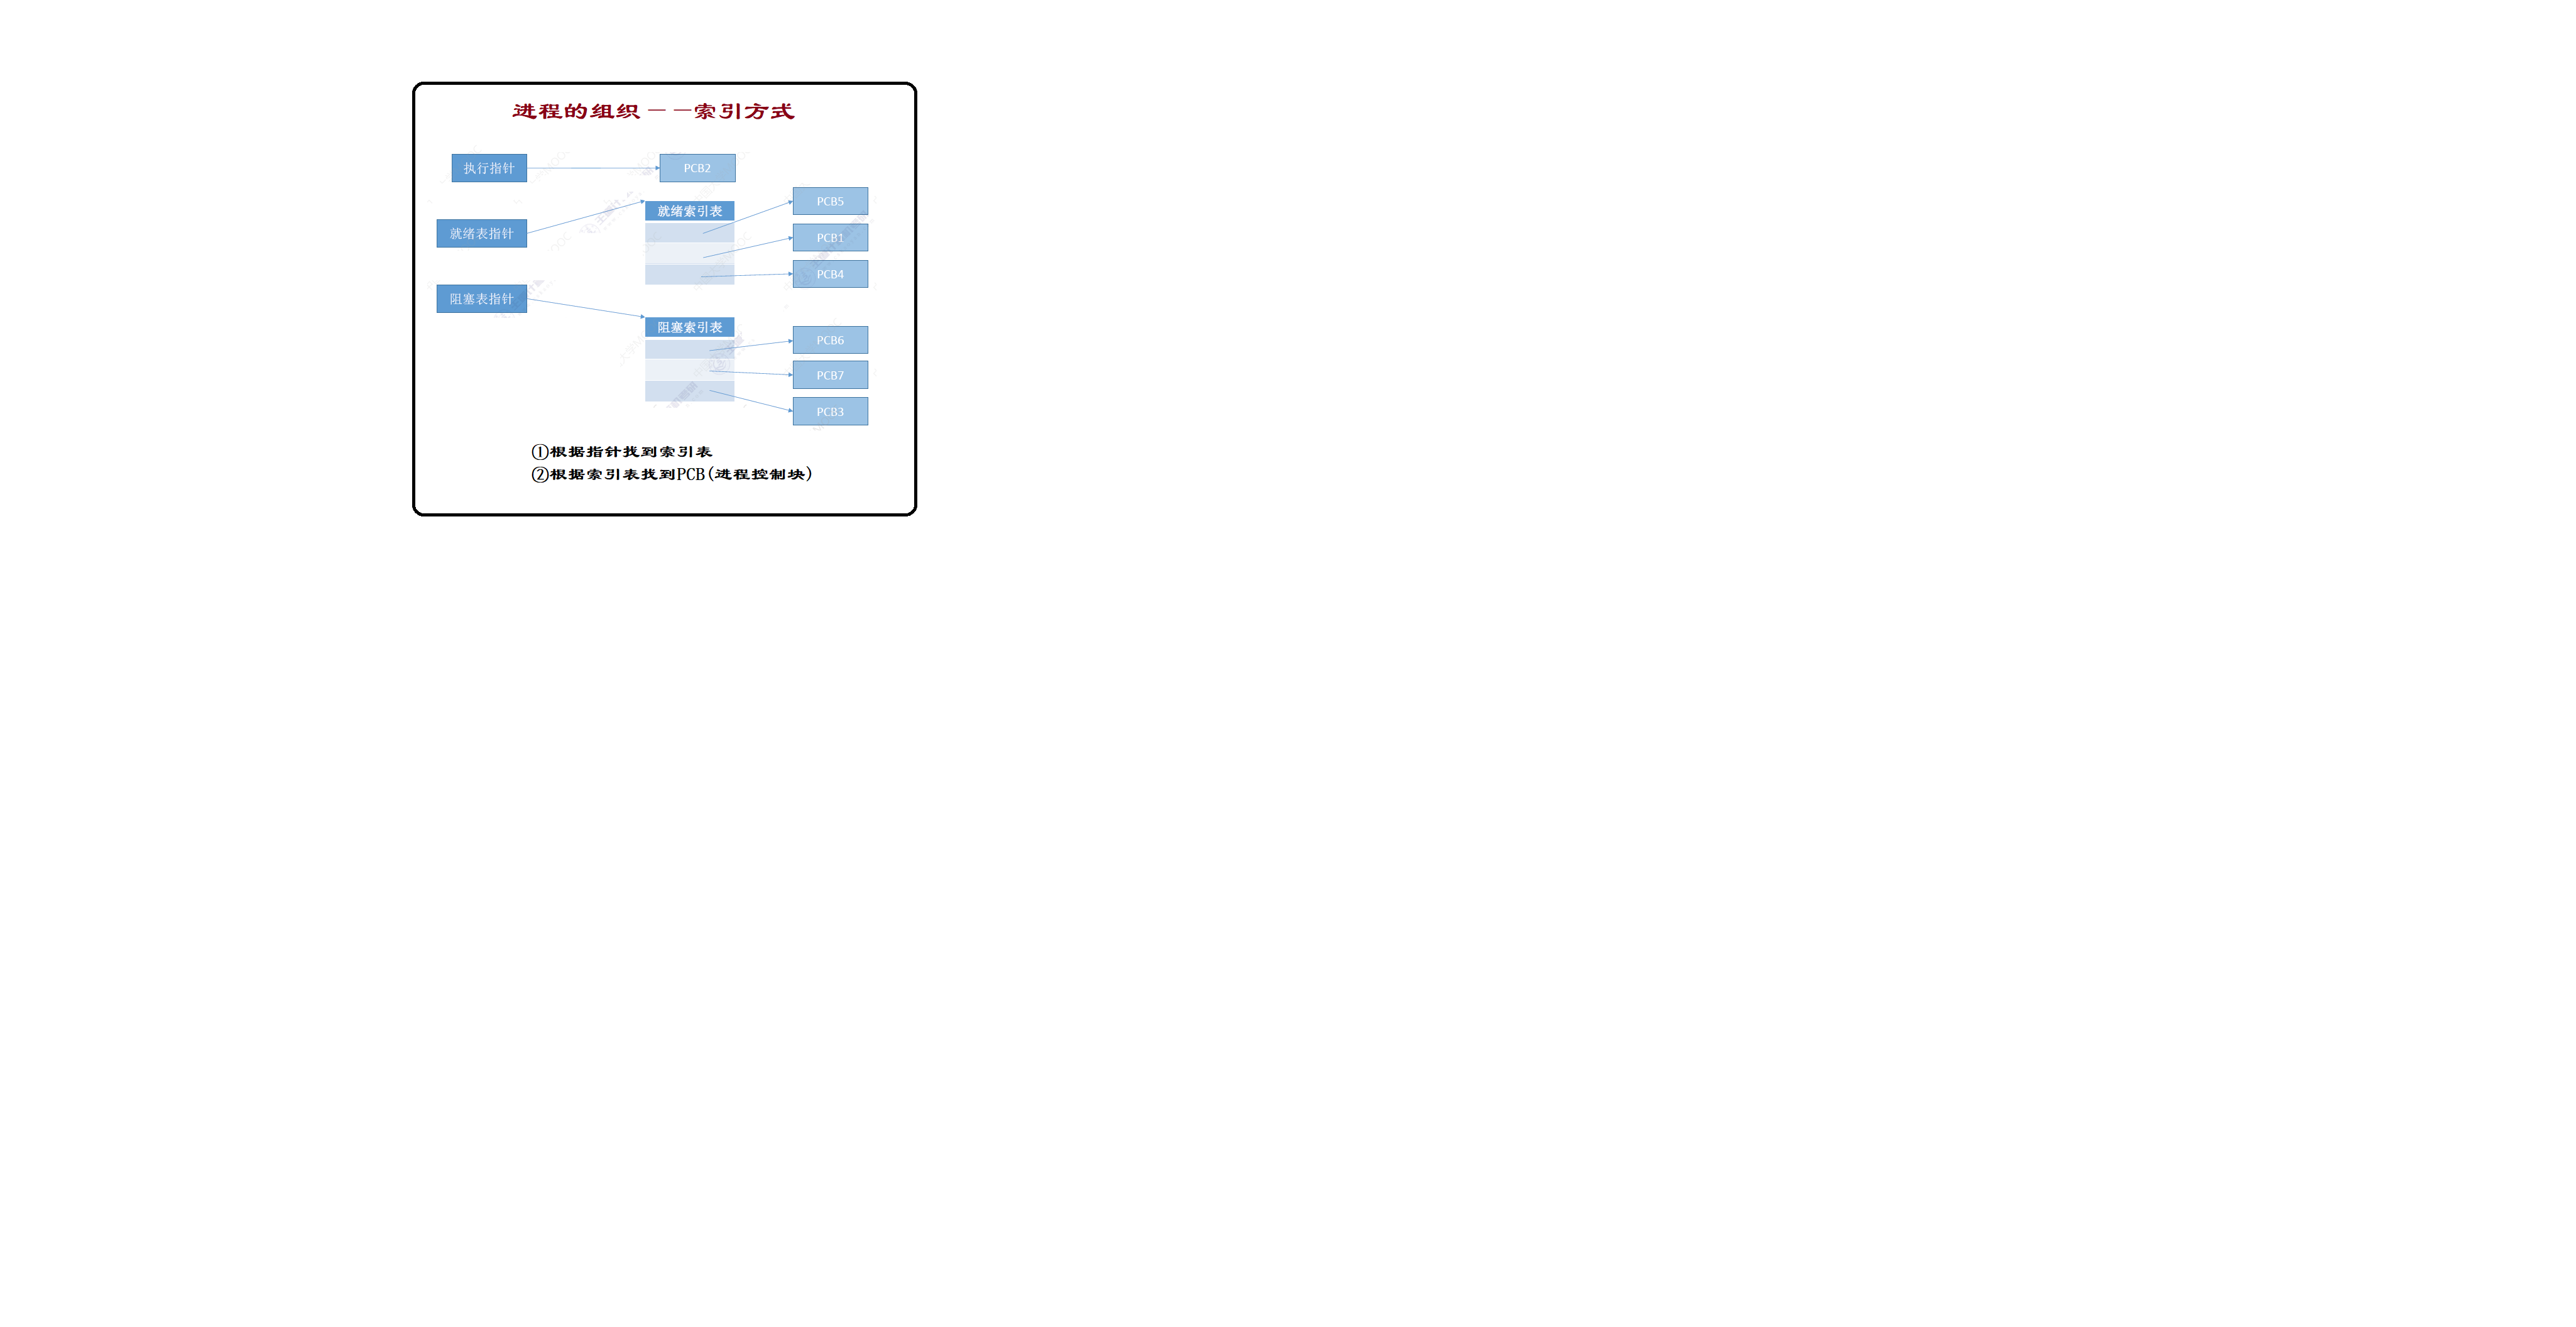 进程的组织——索引方式
执行指针
PCB2
就绪表指针
就绪索引表
PCB5
PCB1
PCB4
阻塞表指针
阻塞索引表
PCB6
PCB7
PCB3
①根据指针找到索引表
②根据索引表找到PCB(进程控制块)